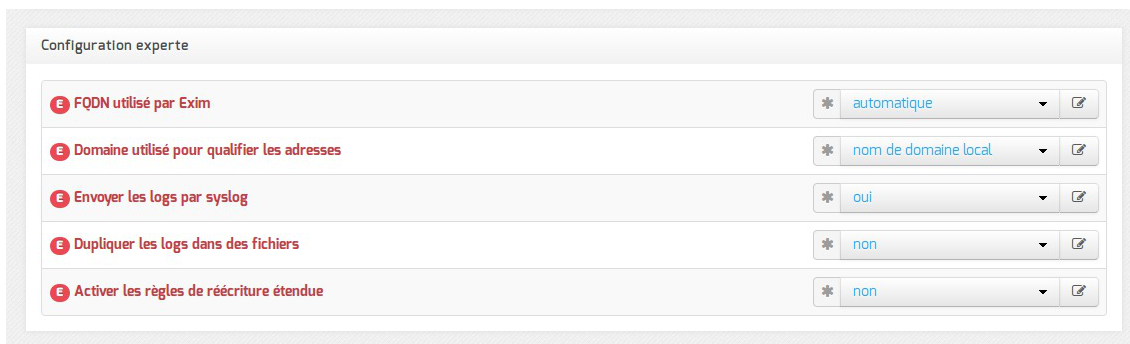 Configuration experte
E FQDN utilisé par Exim
automatique
E Domaine utilisé pour qualifier les adresses
nom de domaine local
E Envoyer les logs par syslog
oui
E Dupliquer les logs dans des fichiers
non
E Activer les règles de réécriture étendue
non